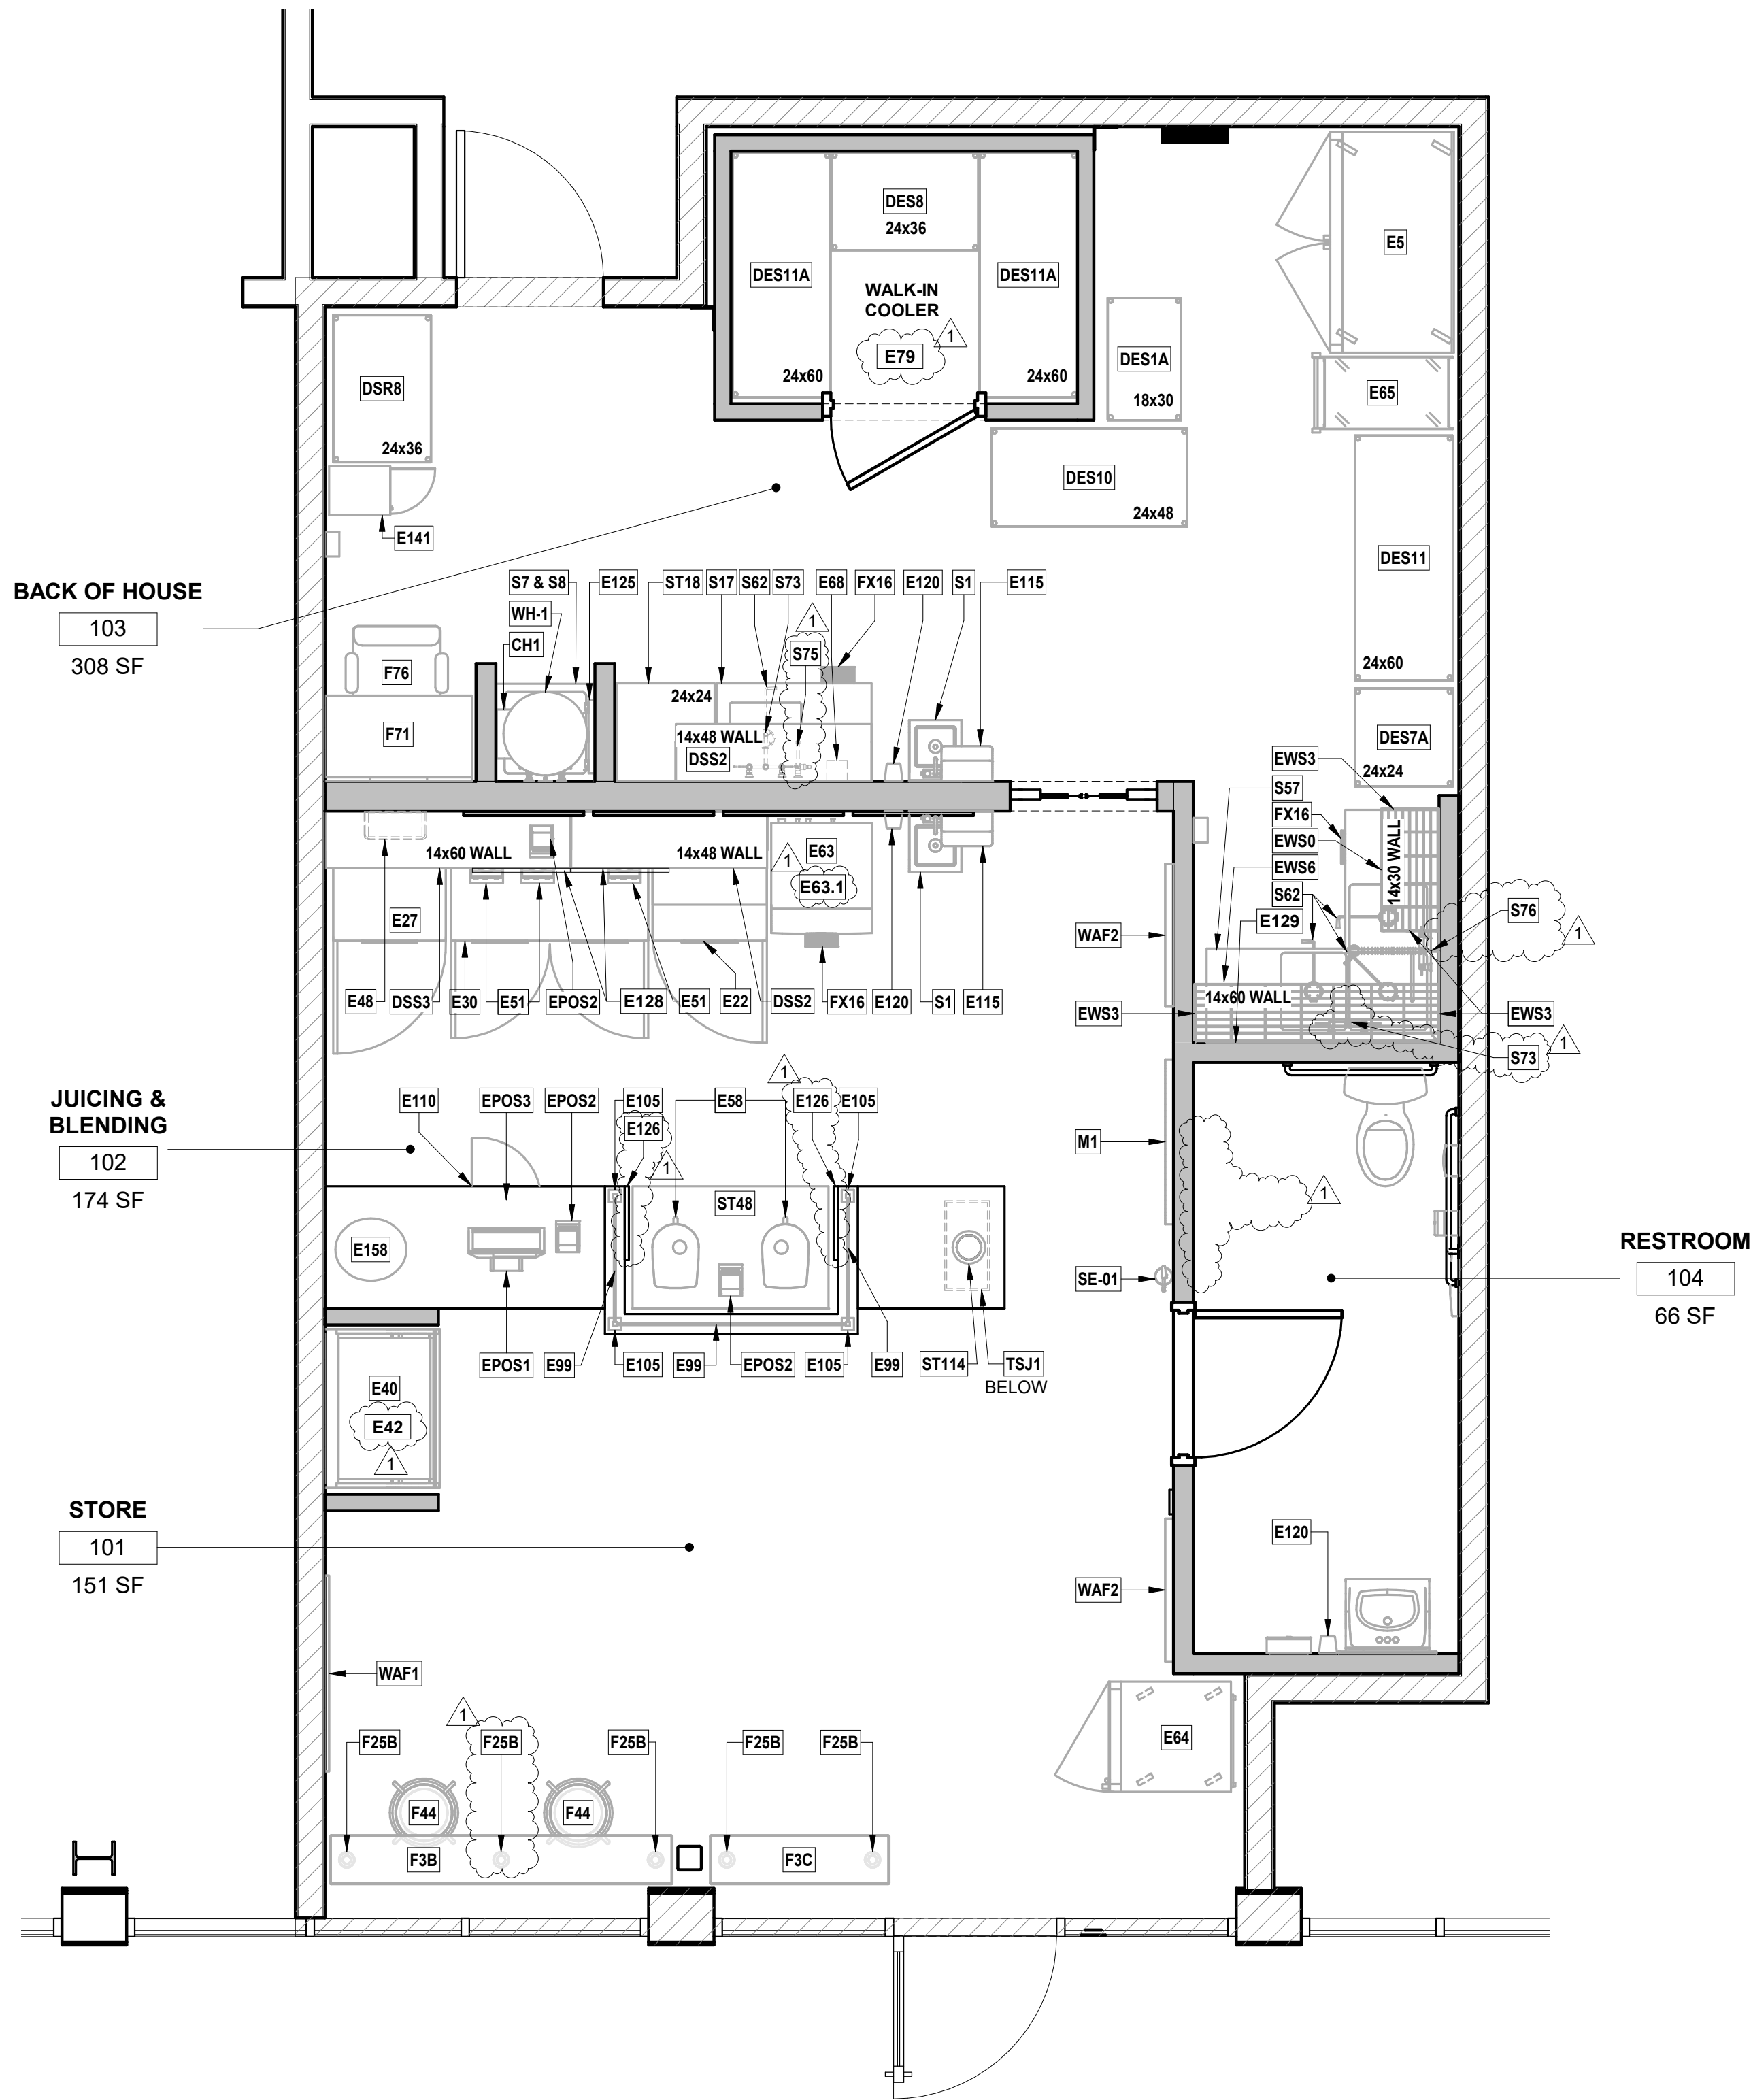 DES8
24x36
DES11A
DES11A
WALK-IN
COOLER
E79
1
24x60
24x60
E5
DES1A
18x30
E65
DSR8
24x36
DES10
24x48
E141
DES11
24x60
BACK OF HOUSE
103
308 SF
S7 & S8
E125
ST18
S17
S62
S73
E68
FX16
E120
S1
E115
WH-1
CH1
1
S75
F76
24x24
F71
14x48 WALL
DSS2
DES7A
24x24
EWS3
S57
FX16
EWS0
14x30 WALL
EWS6
S62
E129
S76
1
14x60 WALL
14x48 WALL
1
E63
E63.1
E27
WAF2
E48
DSS3
E30
E51
EPOS2
E128
E51
E22
DSS2
FX16
E120
S1
E115
14x60 WALL
EWS3
EWS3
S73
1
JUICING &
BLENDING
102
174 SF
E110
EPOS3
EPOS2
E105
E58
1
E126
E105
E126
1
M1
1
ST48
E158
SE-01
RESTROOM
104
66 SF
EPOS1
E99
E105
E99
EPOS2
E105
E99
ST114
TSJ1
BELOW
E40
E42
1
STORE
101
151 SF
E120
WAF2
WAF1
1
F25B
F25B
F25B
F25B
F25B
E64
F44
F44
F3B
F3C